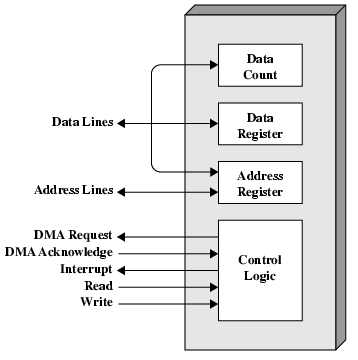 Data
Count
Data Lines
Data
Register
Address Lines
Address
Register
DMA Request
DMA Acknowledge
Interrupt
Read
Write
Control
Logic